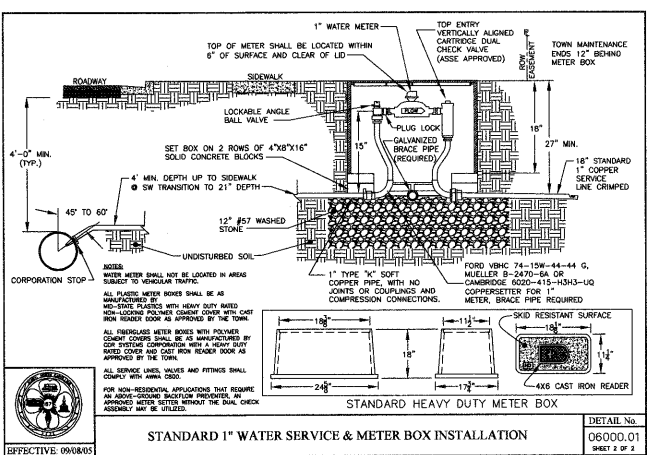 1" WATER METER
TOP ENTRY
VERTICALLY ALIGNED
CARTRIDGE DUAL
CHECK VALVE
(ASSE APPROVED)
ROW
EASEMENT
TOWN MAINTENANCE
ENDS 12" BEHIND
METER BOX
TOP OF METER SHALL BE LOCATED WITHIN
6" OF SURFACE AND CLEAR OF LID
ROADWAY
SIDEWALK
LOCKABLE ANGLE
BALL VALVE
FLOW
PLUG LOCK
GALVANIZED
BRACE PIPE
(REQUIRED)
15"
18"
27" MIN.
4'-0" MIN.
(TYP.)
SET BOX ON 2 ROWS OF 4"X8"X16"
SOLID CONCRETE BLOCKS
18" STANDARD
1" COPPER
SERVICE
LINE CRIMPED
4' MIN. DEPTH UP TO SIDEWALK
@ SW TRANSITION TO 21" DEPTH
45° TO 60°
12" #57 WASHED
STONE
UNDISTURBED SOIL
CORPORATION STOP
1" TYPE "K" SOFT
COPPER PIPE, WITH NO
JOINTS OR COUPLINGS AND
COMPRESSION CONNECTIONS.
FORD VBHC 74-15W-44-44 G,
MUELLER B-2470-6A OR
CAMBRIDGE 6020-415-H3H3-UQ
COPPERSETTER FOR 1"
METER, BRACE PIPE REQUIRED
NOTES:
WATER METER SHALL NOT BE LOCATED IN AREAS
SUBJECT TO VEHICULAR TRAFFIC.
ALL PLASTIC METER BOXES SHALL BE AS
MANUFACTURED BY
MID-STATE PLASTICS WITH HEAVY DUTY RATED
NON-LOCKING POLYMER CEMENT COVER WITH CAST
IRON READER DOOR AS APPROVED BY THE TOWN.
ALL FIBERGLASS METER BOXES WITH POLYMER
CEMENT COVERS SHALL BE AS MANUFACTURED BY
CDR SYSTEMS CORPORATION WITH A HEAVY DUTY
RATED COVER AND CAST IRON READER DOOR AS
APPROVED BY THE TOWN.
ALL SERVICE LINES, VALVES AND FITTINGS SHALL
COMPLY WITH AWWA C800.
FOR NON-RESIDENTIAL APPLICATIONS THAT REQUIRE
AN ABOVE-GROUND BACKFLOW PREVENTER, AN
APPROVED METER SETTER WITHOUT THE DUAL CHECK
ASSEMBLY MAY BE UTILIZED.
18"
SKID RESISTANT SURFACE
4X6 CAST IRON READER
STANDARD HEAVY DUTY METER BOX
EFFECTIVE: 09/08/05
STANDARD 1" WATER SERVICE & METER BOX INSTALLATION
DETAIL No.
06000.01
SHEET 2 OF 2